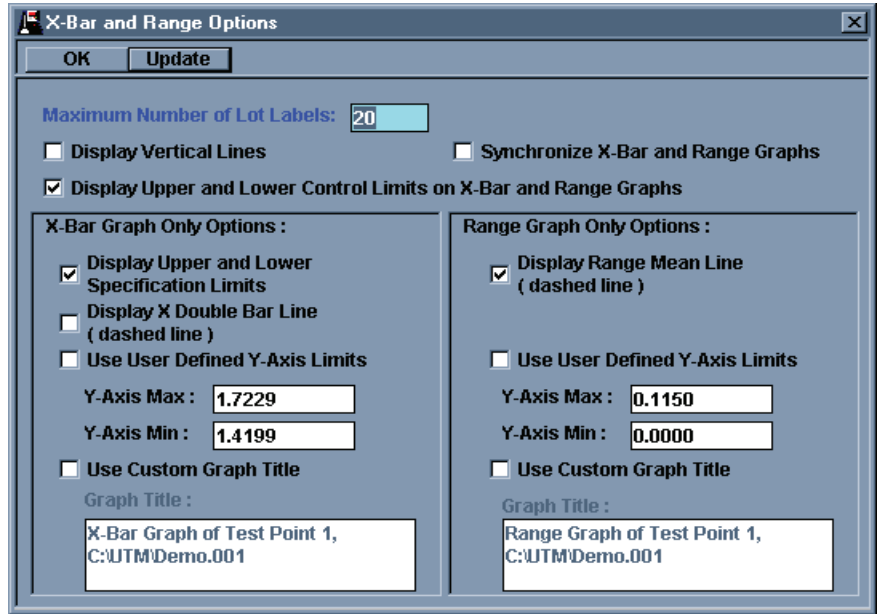 X-Bar and Range Options
OK Update
Maximum Number of Lot Labels: 20
Display Vertical Lines
Synchronize X-Bar and Range Graphs
Display Upper and Lower Control Limits on X-Bar and Range Graphs
X-Bar Graph Only Options :
Display Upper and Lower
Specification Limits
Display X Double Bar Line
( dashed line )
Use User Defined Y-Axis Limits
Y-Axis Max : 1.7229
Y-Axis Min : 1.4199
Use Custom Graph Title
Graph Title :
X-Bar Graph of Test Point 1,
C:\UTM\Demo.001
Range Graph Only Options :
Display Range Mean Line
( dashed line )
Use User Defined Y-Axis Limits
Y-Axis Max : 0.1150
Y-Axis Min : 0.0000
Use Custom Graph Title
Graph Title :
Range Graph of Test Point 1,
C:\UTM\Demo.001